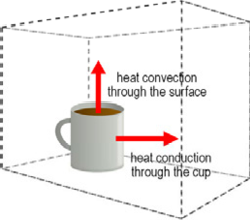 heat convection
through the surface
heat conduction
through the cup